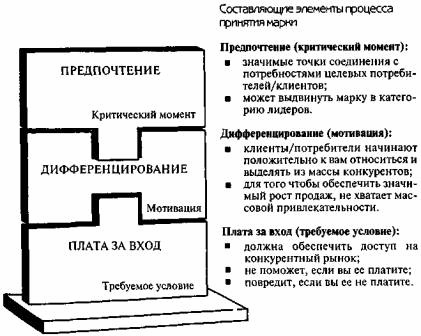 Составляющие элементы процесса
принятия марки
ПРЕДПОЧТЕНИЕ
Критический момент
ДИФФЕРЕНЦИРОВАНИЕ
Мотивация
ПЛАТА ЗА ВХОД
Требуемое условие
Предпочтение (критический момент):
■ значимые точки соединения с
потребностями целевых потреби-
телей/клиентов;
■ может выдвинуть марку в катего-
рию лидеров.
Дифференцирование (мотивация):
■ клиенты/потребители начинают
положительно к вам относиться и
выделять из массы конкурентов;
■ для того чтобы обеспечить значи-
мый рост продаж, не хватает мас-
совой привлекательности.
Плата за вход (требуемое условие):
■ должна обеспечить доступ на
конкурентный рынок;
■ не поможет, если вы ее платите;
■ повредит, если вы ее не платите.